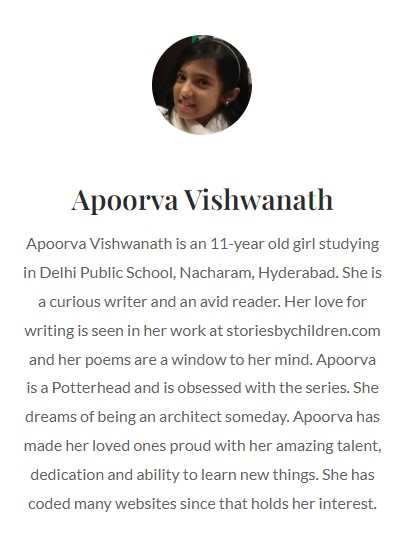 Apoorva Vishwanath
Apoorva Vishwanath is an 11-year old girl studying
in Delhi Public School, Nacharam, Hyderabad. She is
a curious writer and an avid reader. Her love for
writing is seen in her work at storiesbychildren.com
and her poems are a window to her mind. Apoorva
is a Potterhead and is obsessed with the series. She
dreams of being an architect someday. Apoorva has
made her loved ones proud with her amazing talent,
dedication and ability to learn new things. She has
coded many websites since that holds her interest.